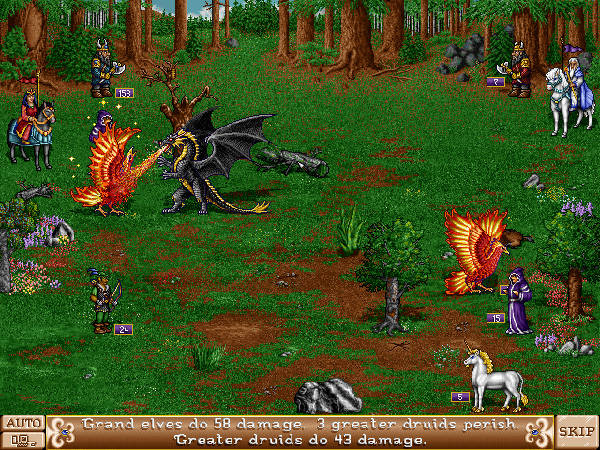 153
?
15
5
AUTO
Grand elves do 58 damage. 3 greater druids perish
Greater druids do 43 damage.
SKIP